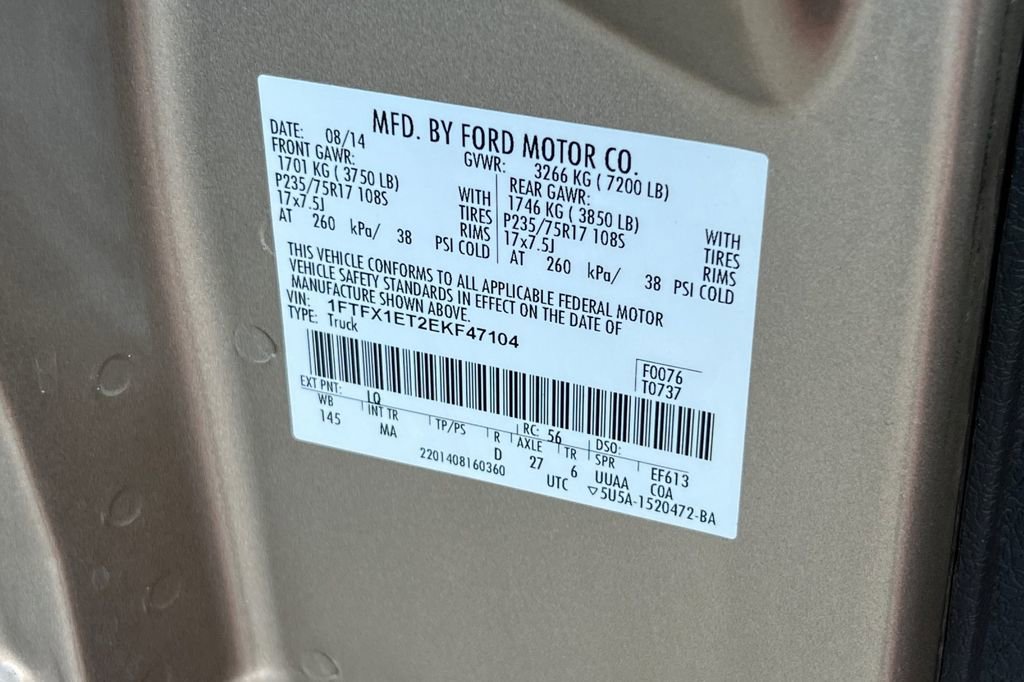 MFD. BY FORD MOTOR CO.
DATE: 08/14 GVWR: 3266 KG ( 7200 LB)
FRONT GAWR: REAR GAWR:
1701 KG ( 3750 LB) WITH 1746 KG ( 3850 LB) WITH
P235/75R17 108S TIRES P235/75R17 108S TIRES
17x7.5J RIMS 17x7.5J RIMS
AT 260 kPa/ 38 PSI COLD AT 260 kPa/ 38 PSI COLD
THIS VEHICLE CONFORMS TO ALL APPLICABLE FEDERAL MOTOR
VEHICLE SAFETY STANDARDS IN EFFECT ON THE DATE OF
MANUFACTURE SHOWN ABOVE.
VIN: 1FTFX1ET2EKF47104
TYPE: Truck
F0076
T0737
EXT PNT: LQ RC: 56 DSO:
WB INT TR TP/PS R AXLE TR SPR EF613
145 MA D 27 6 UUAA COA
2201408160360 UTC ▽5U5A-1520472-BA